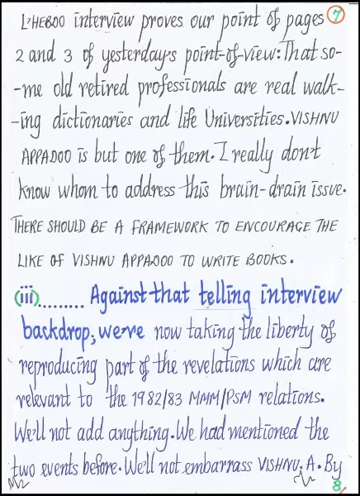 L'HEBDO interview proves our point of pages 7
2 and 3 of yesterday's point-of-view: That so-
-me old retired professionals are real walk-
-ing dictionaries and life Universities. VISHNU
APPADOO is but one of them. I really don't
know whom to address this brain-drain issue.
THERE SHOULD BE A FRAMEWORK TO ENCOURAGE THE
LIKE OF VISHNU APPADOO TO WRITE BOOKS.
(iii)......... Against that telling interview
backdrop, we're now taking the liberty of
reproducing part of the revelations which are
relevant to the 1982/83 MMM/PSM relations.
We'll not add anything. We had mentioned the
two events before. We'll not embarrass VISHNU. A. By
8